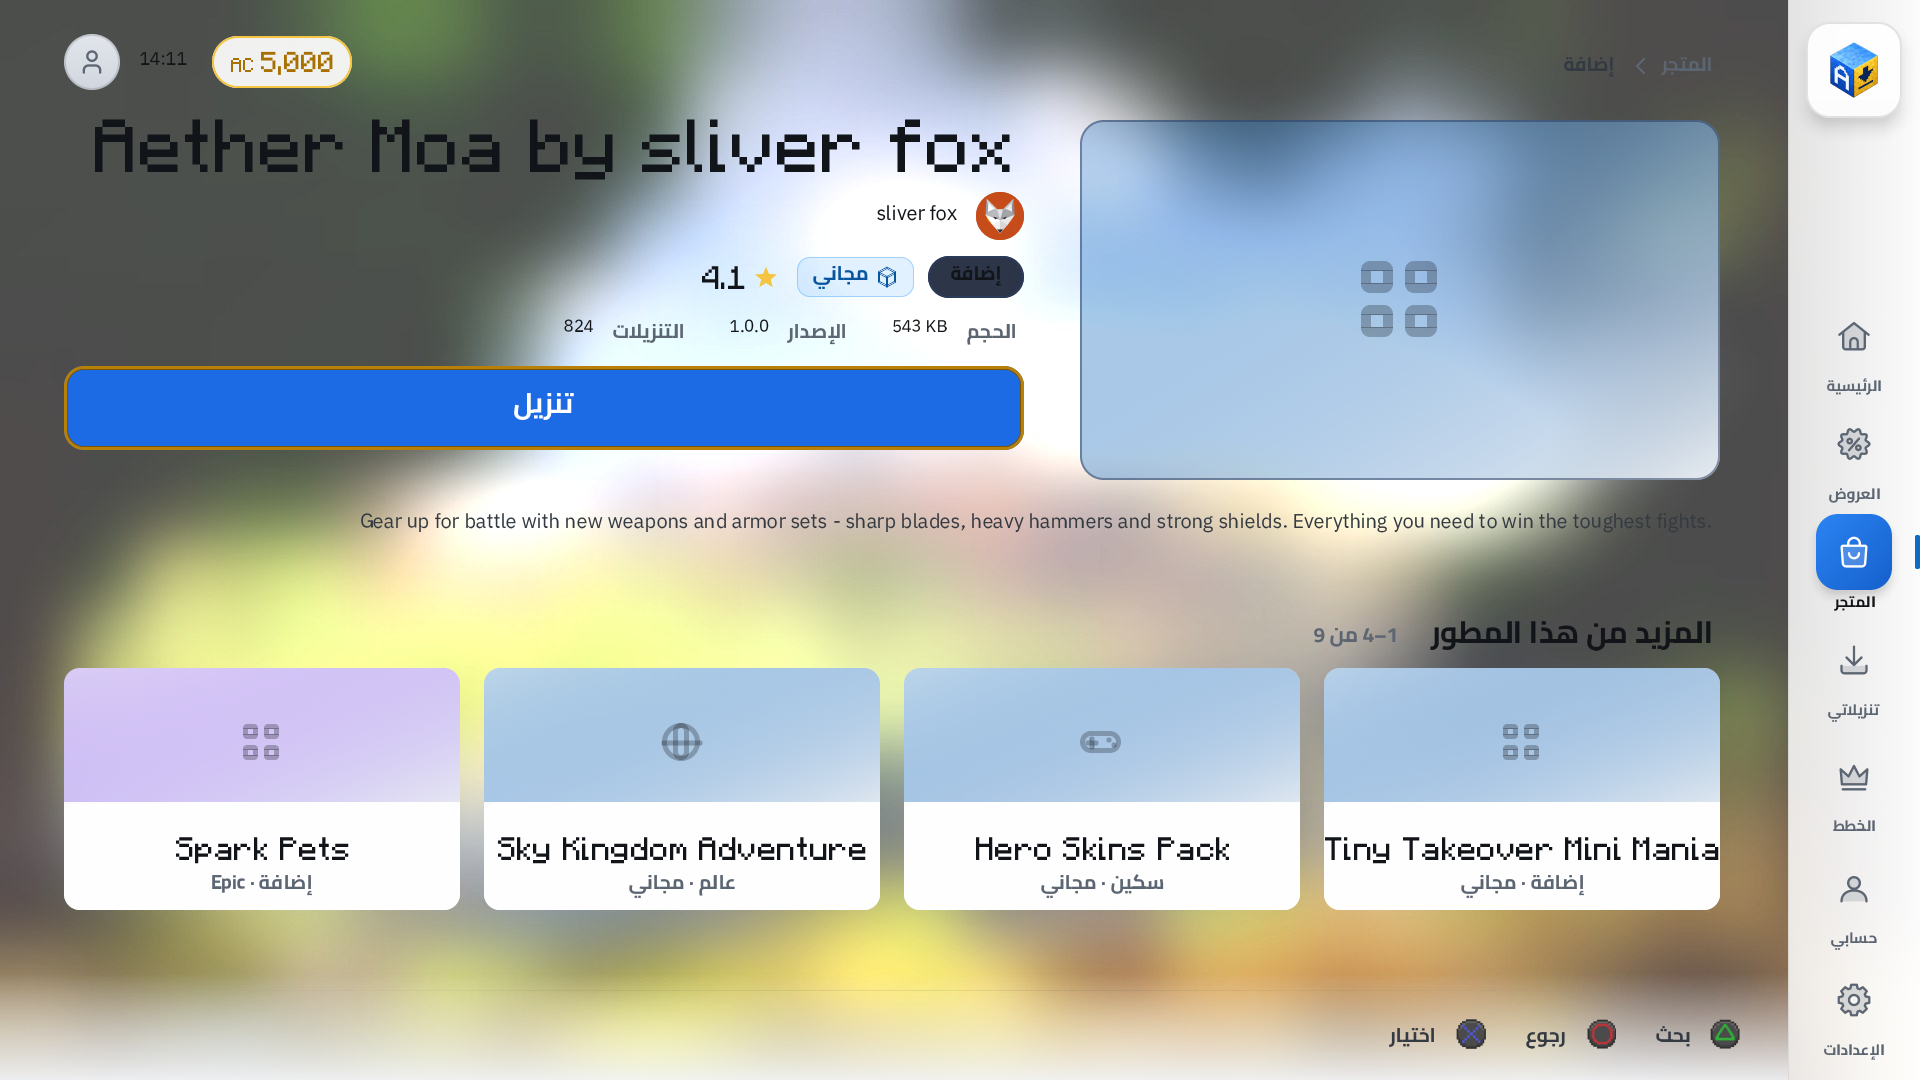 المتجر > إضافة
14:11
AC 5,000
Aether Moa by sliver fox
sliver fox
إضافة
مجاني
4.1
الحجم 543 KB
الإصدار 1.0.0
التنزيلات 824
تنزيل
Gear up for battle with new weapons and armor sets - sharp blades, heavy hammers and strong shields. Everything you need to win the toughest fights.
المزيد من هذا المطور
1–4 من 9
Tiny Takeover Mini Mania
إضافة · مجاني
Hero Skins Pack
سكين · مجاني
Sky Kingdom Adventure
عالم · مجاني
Spark Pets
إضافة · Epic
بحث
رجوع
اختيار
A
الرئيسية
العروض
المتجر
تنزيلاتي
الخطط
حسابي
الإعدادات